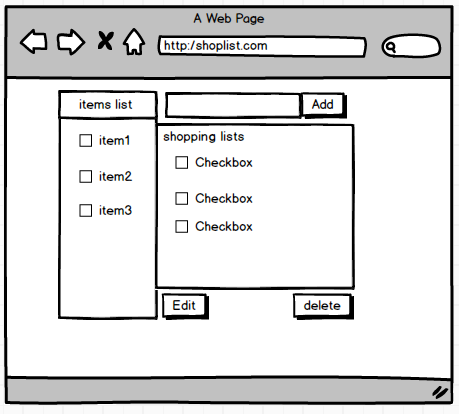 A Web Page
http:/shoplist.com
items list
Add
item1
item2
item3
shopping lists
Checkbox
Checkbox
Checkbox
Edit
delete